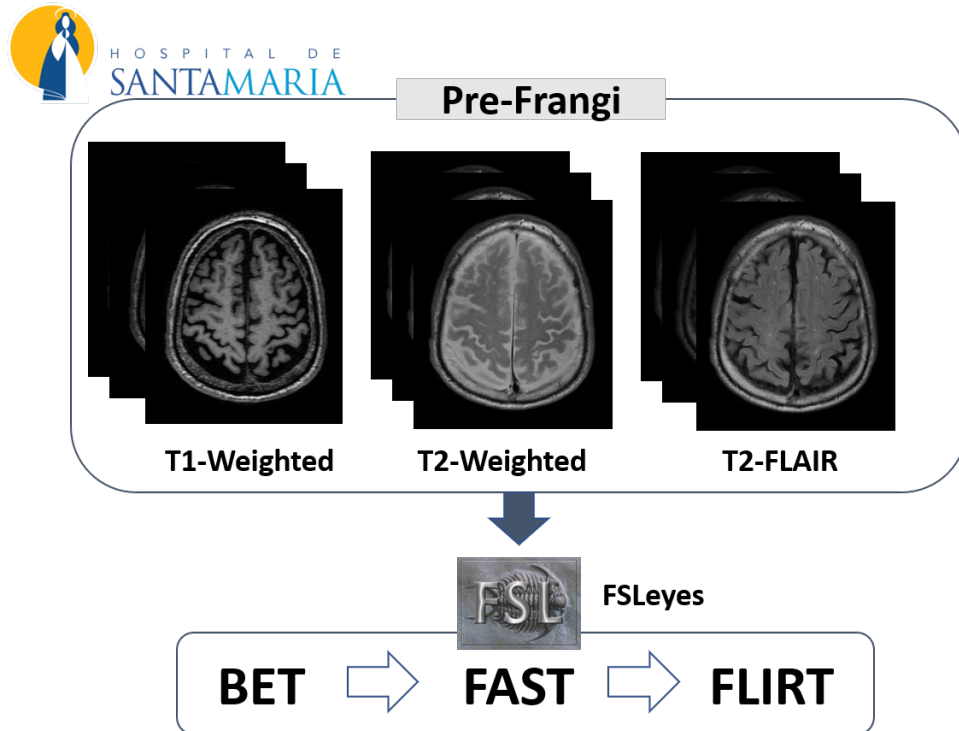 HOSPITAL DE
SANTAMARIA
Pre-Frangi
T1-Weighted
T2-Weighted
T2-FLAIR
FSL
FSLeyes
BET
FAST
FLIRT